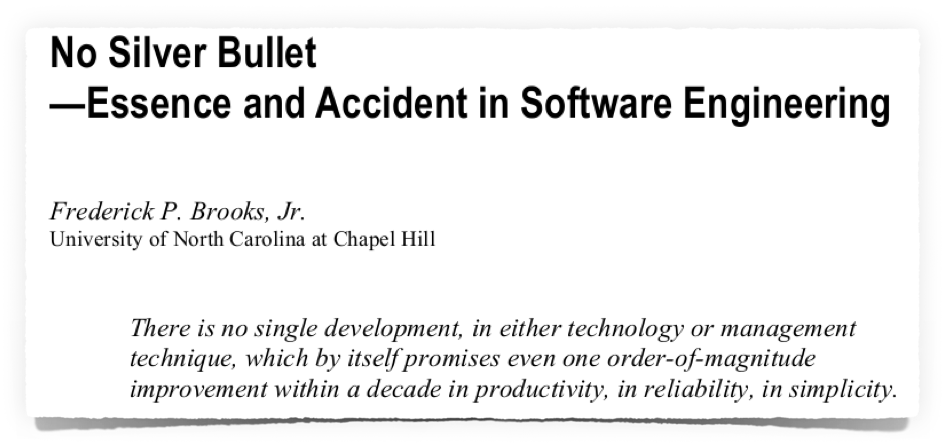 No Silver Bullet
—Essence and Accident in Software Engineering
Frederick P. Brooks, Jr.
University of North Carolina at Chapel Hill
There is no single development, in either technology or management
technique, which by itself promises even one order-of-magnitude
improvement within a decade in productivity, in reliability, in simplicity.